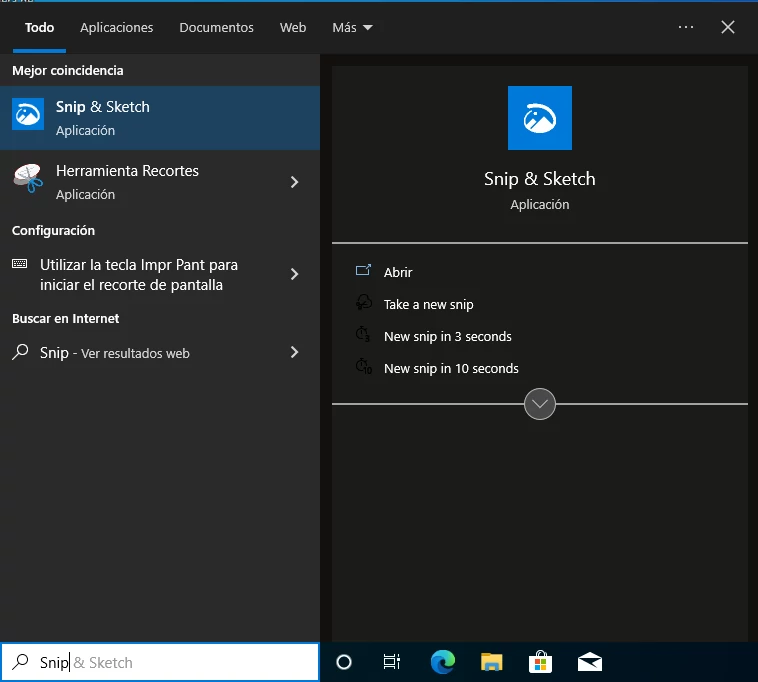 Todo Aplicaciones Documentos Web Más
Mejor coincidencia
Snip & Sketch
Aplicación
Herramienta Recortes
Aplicación
Configuración
Utilizar la tecla Impr Pant para
iniciar el recorte de pantalla
Buscar en Internet
Snip - Ver resultados web
Snip & Sketch
Aplicación
Abrir
Take a new snip
New snip in 3 seconds
New snip in 10 seconds
Snip & Sketch